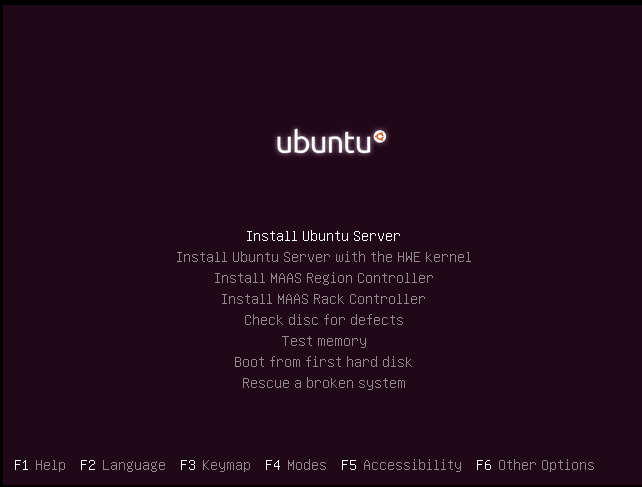 ubuntu
Install Ubuntu Server
Install Ubuntu Server with the HWE kernel
Install MAAS Region Controller
Install MAAS Rack Controller
Check disc for defects
Test memory
Boot from first hard disk
Rescue a broken system
F1 Help F2 Language F3 Keymap F4 Modes F5 Accessibility F6 Other Options